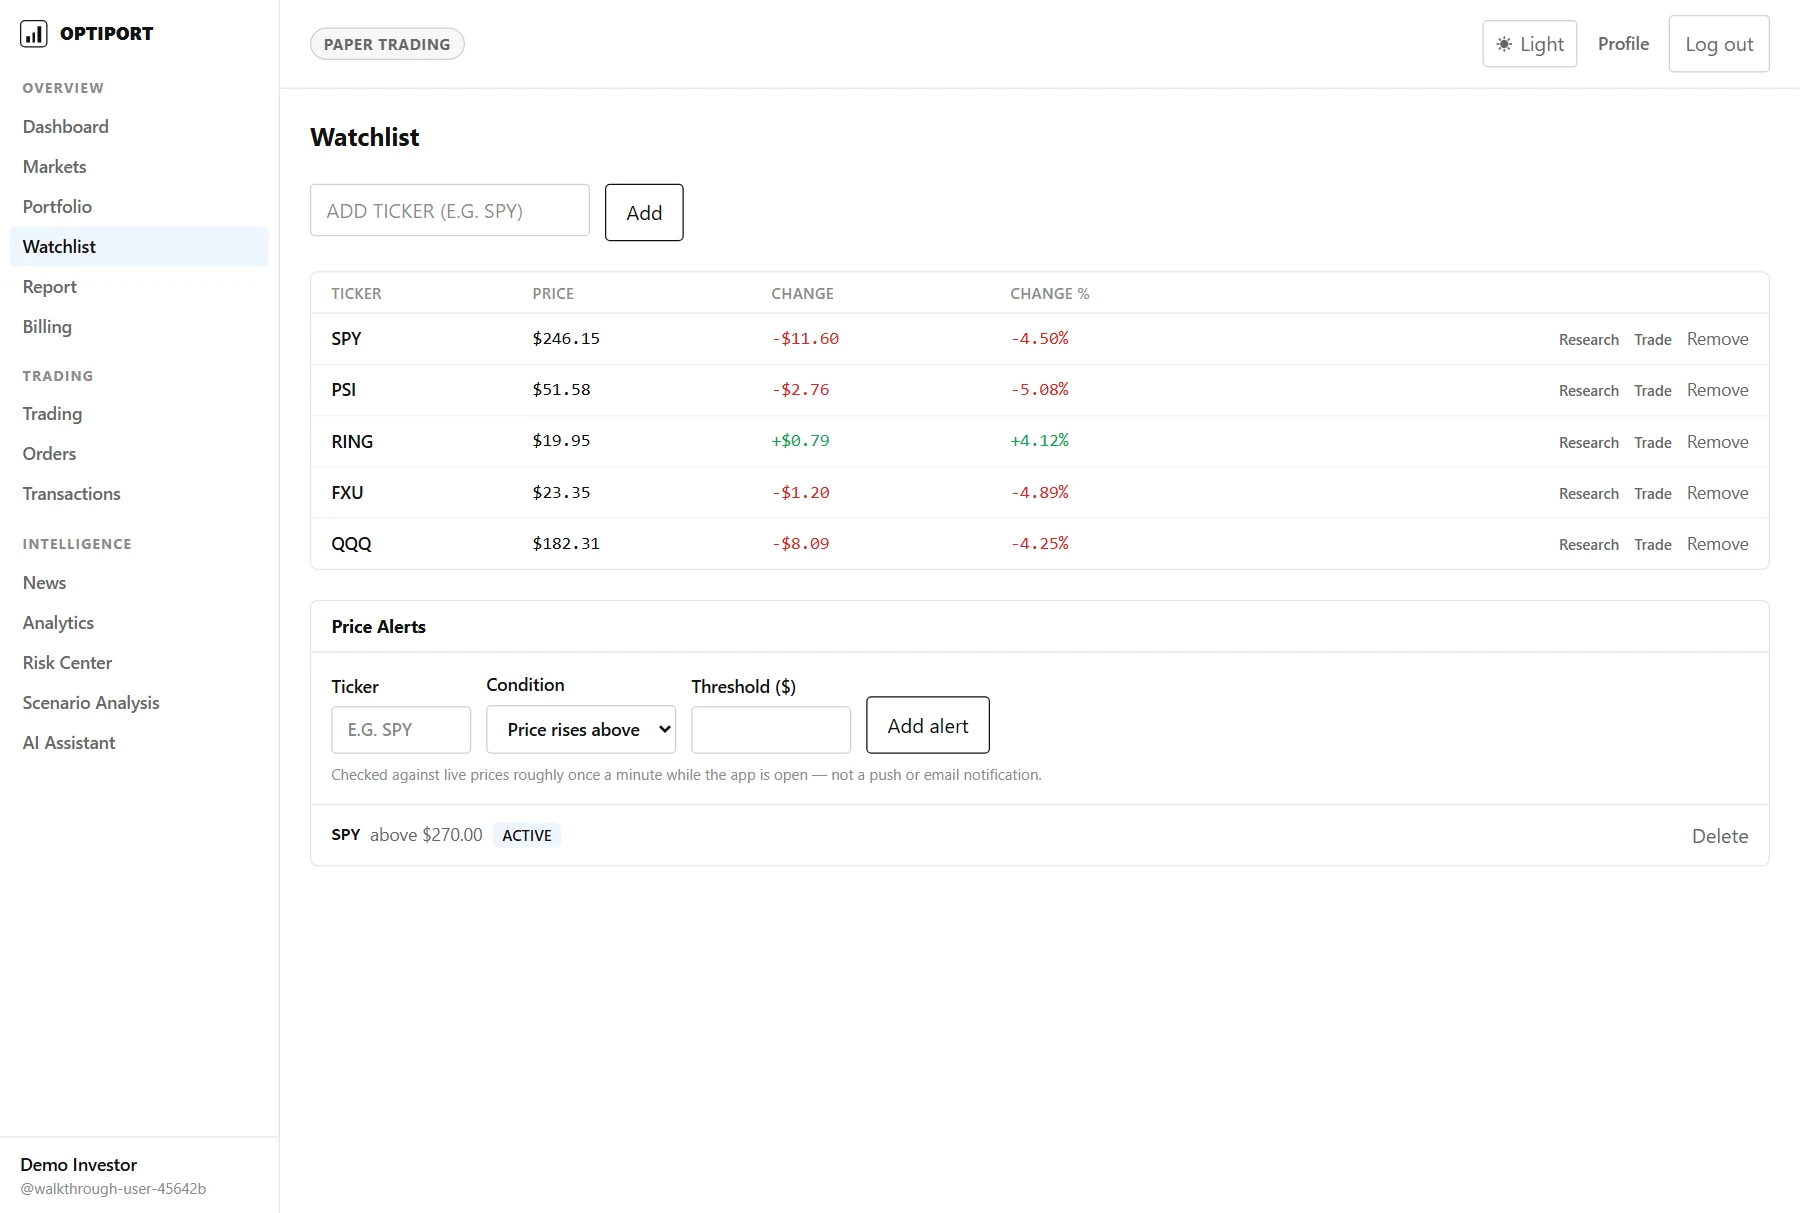 OPTIPORT
OVERVIEW
Dashboard
Markets
Portfolio
Watchlist
Report
Billing
TRADING
Trading
Orders
Transactions
INTELLIGENCE
News
Analytics
Risk Center
Scenario Analysis
AI Assistant
Demo Investor
@walkthrough-user-45642b
PAPER TRADING
Light Profile Log out
Watchlist
ADD TICKER (E.G. SPY) Add
TICKER PRICE CHANGE CHANGE %
SPY $246.15 -$11.60 -4.50% Research Trade Remove
PSI $51.58 -$2.76 -5.08% Research Trade Remove
RING $19.95 +$0.79 +4.12% Research Trade Remove
FXU $23.35 -$1.20 -4.89% Research Trade Remove
QQQ $182.31 -$8.09 -4.25% Research Trade Remove
Price Alerts
Ticker Condition Threshold ($)
E.G. SPY Price rises above Add alert
Checked against live prices roughly once a minute while the app is open — not a push or email notification.
SPY above $270.00 ACTIVE Delete